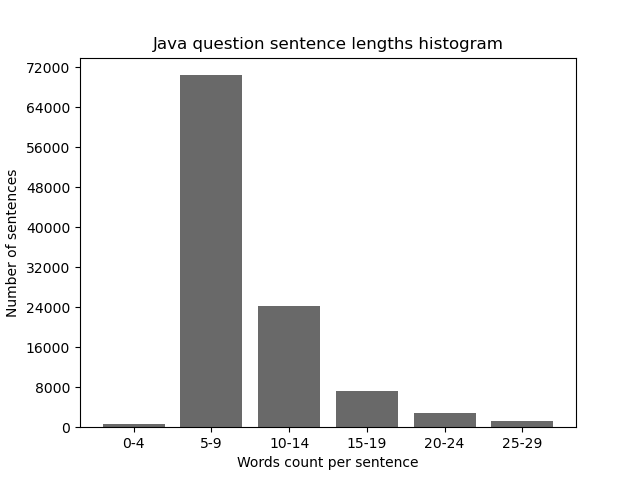 Java question sentence lengths histogram
72000
64000
56000
48000
40000
32000
24000
16000
8000
0
Number of sentences
0-4 5-9 10-14 15-19 20-24 25-29
Words count per sentence